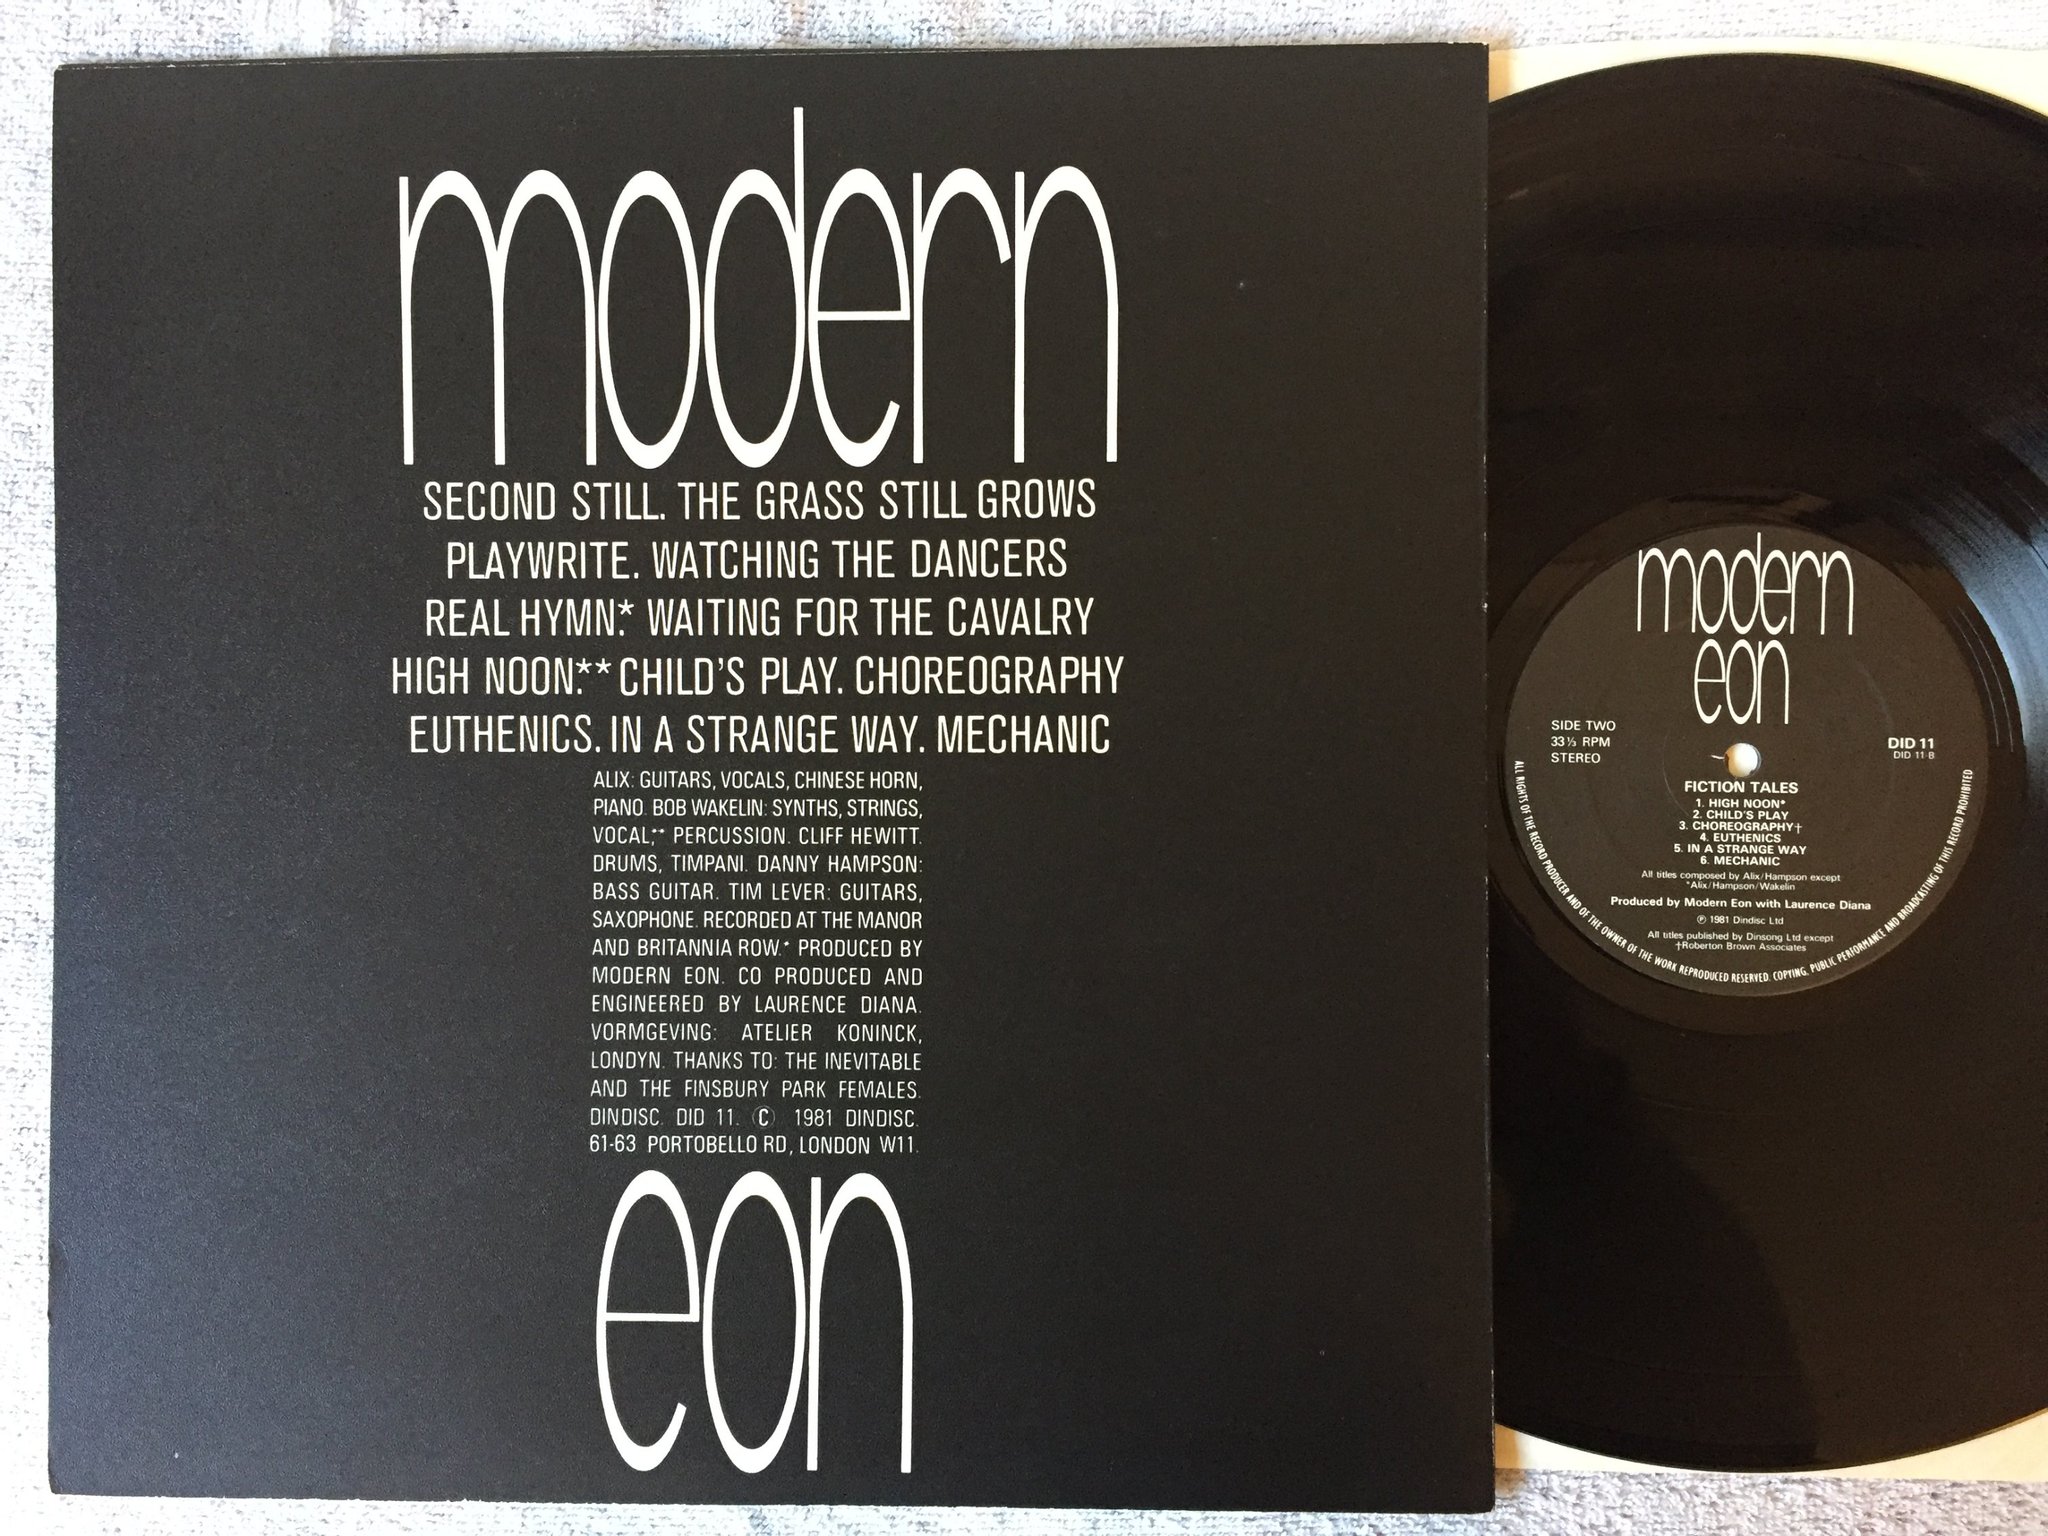 modern
SECOND STILL. THE GRASS STILL GROWS
PLAYWRITE. WATCHING THE DANCERS
REAL HYMN.* WAITING FOR THE CAVALRY
HIGH NOON.** CHILD'S PLAY. CHOREOGRAPHY
EUTHENICS. IN A STRANGE WAY. MECHANIC
ALIX: GUITARS, VOCALS, CHINESE HORN,
PIANO. BOB WAKELIN: SYNTHS, STRINGS,
VOCAL,** PERCUSSION. CLIFF HEWITT.
DRUMS, TIMPANI. DANNY HAMPSON:
BASS GUITAR. TIM LEVER: GUITARS,
SAXOPHONE. RECORDED AT THE MANOR
AND BRITANNIA ROW.* PRODUCED BY
MODERN EON. CO PRODUCED AND
ENGINEERED BY LAURENCE DIANA.
VORMGEVING: ATELIER KONINCK,
LONDYN. THANKS TO: THE INEVITABLE
AND THE FINSBURY PARK FEMALES.
DINDISC. DID 11. © 1981 DINDISC.
61-63 PORTOBELLO RD, LONDON W11.
eon
modern
eon
SIDE TWO
33⅓ RPM
STEREO
DID 11
DID 11 B
FICTION TALES
1. HIGH NOON*
2. CHILD'S PLAY
3. CHOREOGRAPHY†
4. EUTHENICS
5. IN A STRANGE WAY
6. MECHANIC
All titles composed by Alix/Hampson except
*Alix/Hampson/Wakelin
Produced by Modern Eon with Laurence Diana
℗ 1981 Dindisc Ltd
All titles published by Dinsong Ltd except
†Roberton Brown Associates
ALL RIGHTS OF THE RECORD PRODUCER AND OF THE OWNER OF THE WORK REPRODUCED RESERVED. COPYING, PUBLIC PERFORMANCE AND BROADCASTING OF THIS RECORD PROHIBITED